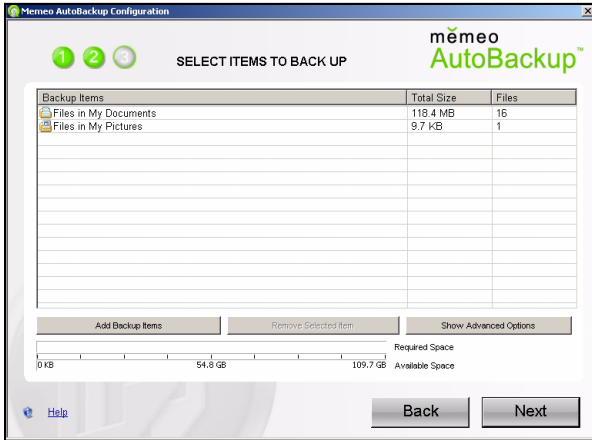 Memeo AutoBackup Configuration
1 2 3
SELECT ITEMS TO BACK UP
měmeo
AutoBackup™
Backup Items Total Size Files
Files in My Documents 118.4 MB 16
Files in My Pictures 9.7 KB 1
Add Backup Items Remove Selected Item Show Advanced Options
Required Space
0 KB 54.8 GB 109.7 GB Available Space
Help Back Next